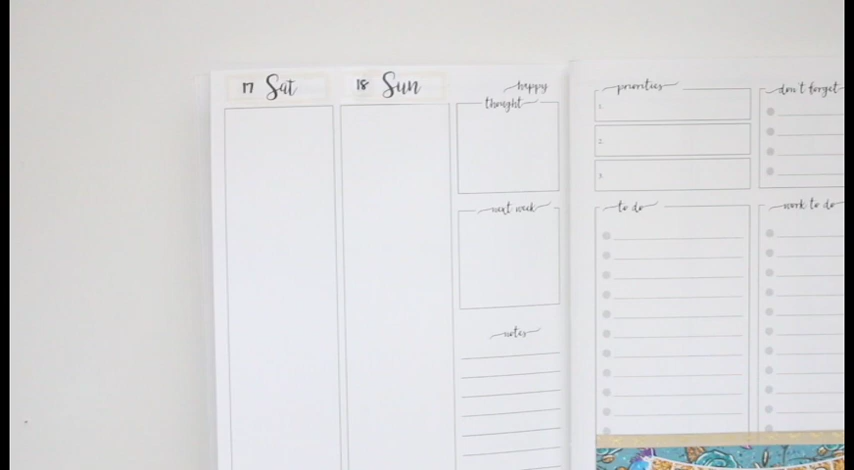 17 Sat
18 Sun
happy
thought
next week
notes
priorities
1.
2.
3.
don't forget
to do
work to do